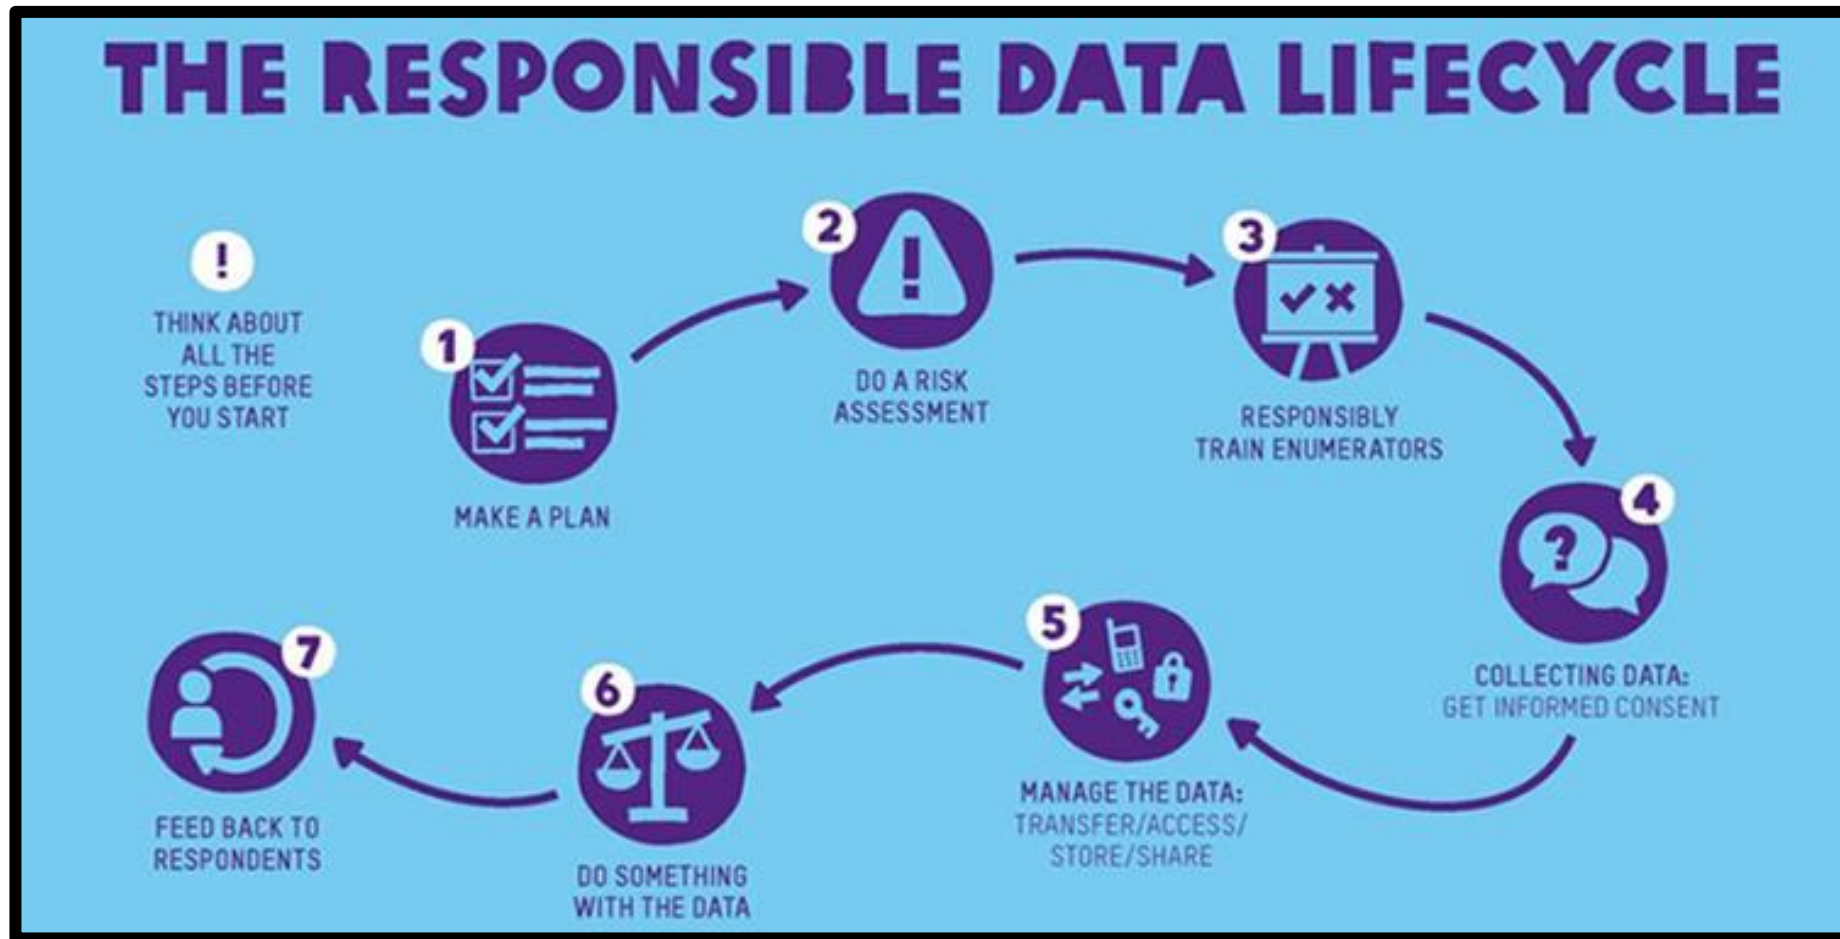 THE RESPONSIBLE DATA LIFECYCLE
!
THINK ABOUT
ALL THE
STEPS BEFORE
YOU START
1
MAKE A PLAN
2
!
DO A RISK
ASSESSMENT
3
RESPONSIBLY
TRAIN ENUMERATORS
4
?
COLLECTING DATA:
GET INFORMED CONSENT
5
MANAGE THE DATA:
TRANSFER/ACCESS/
STORE/SHARE
6
DO SOMETHING
WITH THE DATA
7
FEED BACK TO
RESPONDENTS